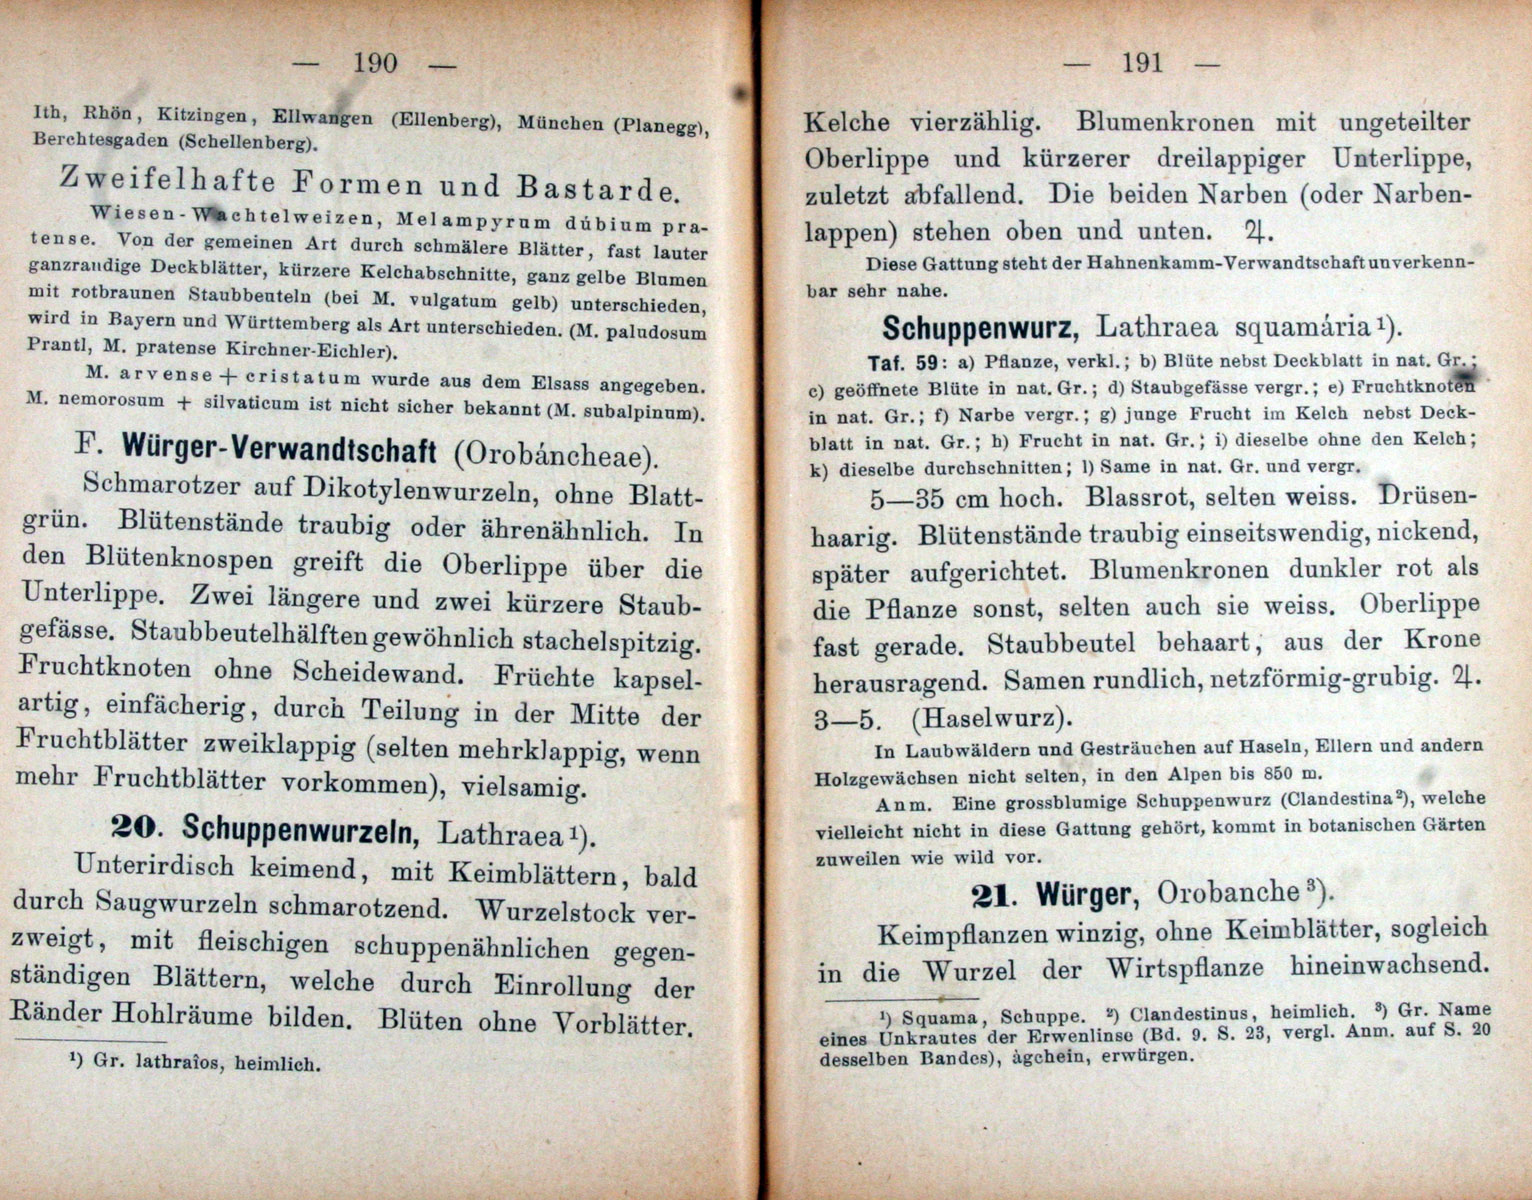 — 190 —
Ith, Rhön, Kitzingen, Ellwangen (Ellenberg), München (Planegg),
Berchtesgaden (Schellenberg).
Zweifelhafte Formen und Bastarde.
Wiesen-Wachtelweizen, Melampyrum dúbium pra-
tense. Von der gemeinen Art durch schmälere Blätter, fast lauter
ganzrandige Deckblätter, kürzere Kelchabschnitte, ganz gelbe Blumen
mit rotbraunen Staubbeuteln (bei M. vulgatum gelb) unterschieden,
wird in Bayern und Württemberg als Art unterschieden. (M. paludosum
Prantl, M. pratense Kirchner-Eichler).
M. arvense + cristatum wurde aus dem Elsass angegeben.
M. nemorosum + silvaticum ist nicht sicher bekannt (M. subalpinum).
F. Würger-Verwandtschaft (Orobáncheae).
Schmarotzer auf Dikotylenwurzeln, ohne Blatt-
grün. Blütenstände traubig oder ährenähnlich. In
den Blütenknospen greift die Oberlippe über die
Unterlippe. Zwei längere und zwei kürzere Staub-
gefässe. Staubbeutelhälften gewöhnlich stachelspitzig.
Fruchtknoten ohne Scheidewand. Früchte kapsel-
artig, einfächerig, durch Teilung in der Mitte der
Fruchtblätter zweiklappig (selten mehrklappig, wenn
mehr Fruchtblätter vorkommen), vielsamig.
20. Schuppenwurzeln, Lathraea ¹).
Unterirdisch keimend, mit Keimblättern, bald
durch Saugwurzeln schmarotzend. Wurzelstock ver-
zweigt, mit fleischigen schuppenähnlichen gegen-
ständigen Blättern, welche durch Einrollung der
Ränder Hohlräume bilden. Blüten ohne Vorblätter.
¹) Gr. lathraîos, heimlich.
— 191 —
Kelche vierzählig. Blumenkronen mit ungeteilter
Oberlippe und kürzerer dreilappiger Unterlippe,
zuletzt abfallend. Die beiden Narben (oder Narben-
lappen) stehen oben und unten. ♃.
Diese Gattung steht der Hahnenkamm-Verwandtschaft unverkenn-
bar sehr nahe.
Schuppenwurz, Lathraea squamária ¹).
Taf. 59: a) Pflanze, verkl.; b) Blüte nebst Deckblatt in nat. Gr.;
c) geöffnete Blüte in nat. Gr.; d) Staubgefässe vergr.; e) Fruchtknoten
in nat. Gr.; f) Narbe vergr.; g) junge Frucht im Kelch nebst Deck-
blatt in nat. Gr.; h) Frucht in nat. Gr.; i) dieselbe ohne den Kelch;
k) dieselbe durchschnitten; l) Same in nat. Gr. und vergr.
5—35 cm hoch. Blassrot, selten weiss. Drüsen-
haarig. Blütenstände traubig einseitswendig, nickend,
später aufgerichtet. Blumenkronen dunkler rot als
die Pflanze sonst, selten auch sie weiss. Oberlippe
fast gerade. Staubbeutel behaart, aus der Krone
herausragend. Samen rundlich, netzförmig-grubig. ♃.
3—5. (Haselwurz).
In Laubwäldern und Gesträuchen auf Haseln, Ellern und andern
Holzgewächsen nicht selten, in den Alpen bis 850 m.
Anm. Eine grossblumige Schuppenwurz (Clandestina ²), welche
vielleicht nicht in diese Gattung gehört, kommt in botanischen Gärten
zuweilen wie wild vor.
21. Würger, Orobanche ³).
Keimpflanzen winzig, ohne Keimblätter, sogleich
in die Wurzel der Wirtspflanze hineinwachsend.
¹) Squama, Schuppe. ²) Clandestinus, heimlich. ³) Gr. Name
eines Unkrautes der Erwenlinse (Bd. 9. S. 23, vergl. Anm. auf S. 20
desselben Bandes), àgchein, erwürgen.